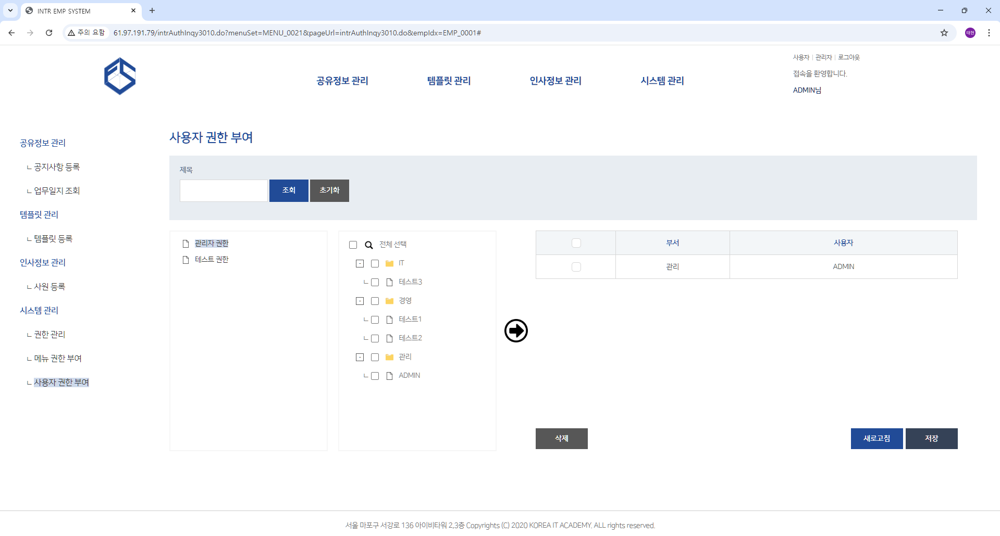 INTR EMP SYSTEM
주의 요함
61.97.191.79/intrAuthInqy3010.do?menuSet=MENU_0021&pageUrl=intrAuthInqy3010.do&empIdx=EMP_0001#
태현
사용자 | 관리자 | 로그아웃
접속을 환영합니다.
ADMIN님
공유정보 관리
템플릿 관리
인사정보 관리
시스템 관리
공유정보 관리
ㄴ 공지사항 등록
ㄴ 업무일지 조회
템플릿 관리
ㄴ 템플릿 등록
인사정보 관리
ㄴ 사원 등록
시스템 관리
ㄴ 권한 관리
ㄴ 메뉴 권한 부여
ㄴ 사용자 권한 부여
사용자 권한 부여
제목
조회
초기화
관리자 권한
테스트 권한
전체 선택
- IT
ㄴ 테스트3
- 경영
ㄴ 테스트1
ㄴ 테스트2
- 관리
ㄴ ADMIN
부서 사용자
관리 ADMIN
삭제
새로고침
저장
서울 마포구 서강로 136 아이비타워 2,3층 Copyrights (C) 2020 KOREA IT ACADEMY. ALL rights reserved.